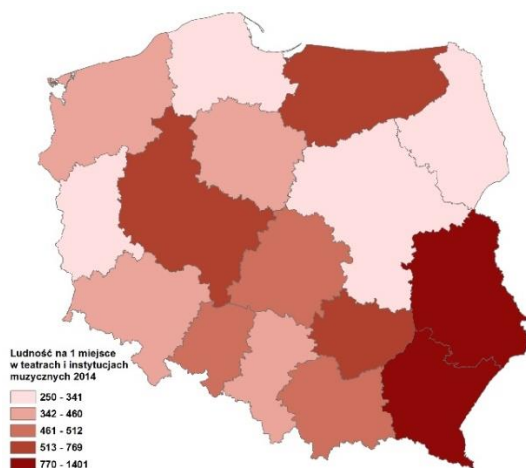 Ludność na 1 miejsce
w teatrach i instytucjach
muzycznych 2014
250 - 341
342 - 460
461 - 512
513 - 769
770 - 1401